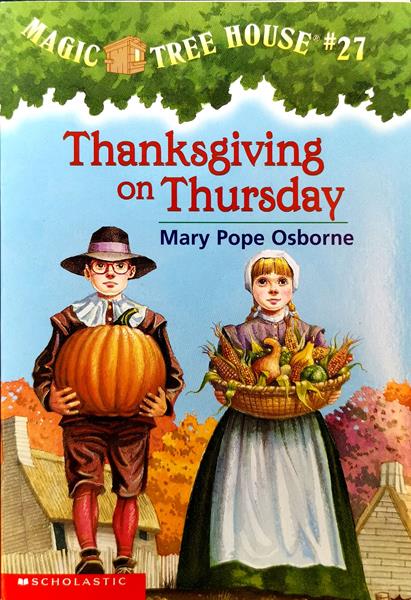 MAGIC TREE HOUSE® #27
Thanksgiving
on Thursday
Mary Pope Osborne
SCHOLASTIC